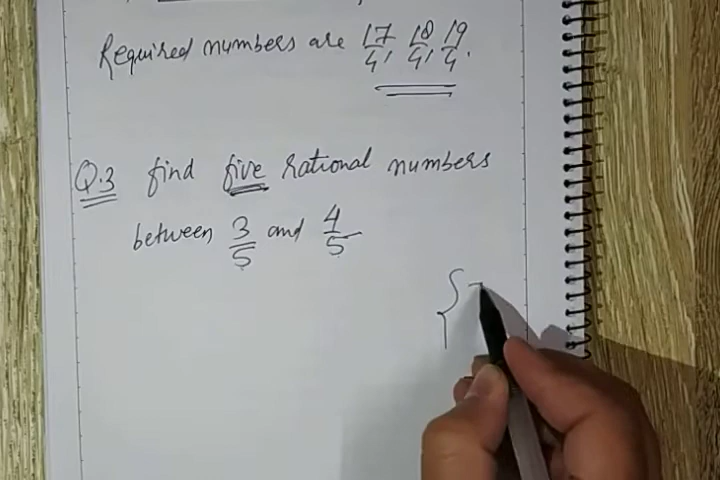 Required numbers are 17/4, 18/4, 19/4.
Q.3 find five rational numbers
between 3/5 and 4/5
{